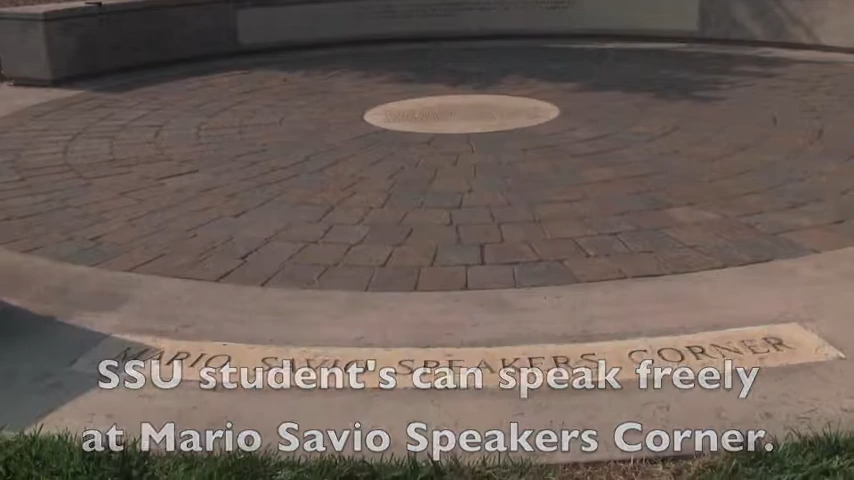 MARIO SAVIO SPEAKERS CORNER
SSU student's can speak freely
at Mario Savio Speakers Corner.